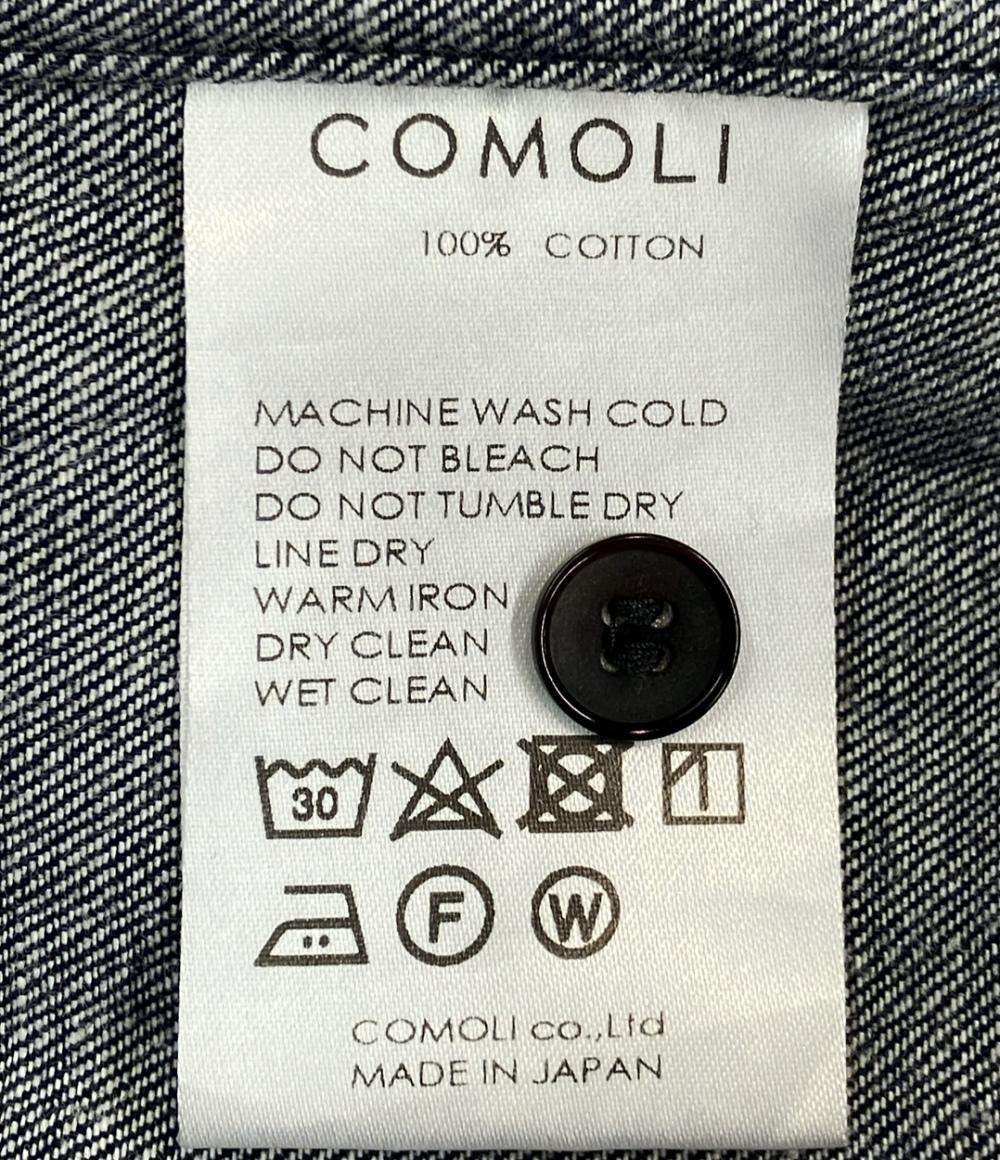 COMOLI
100% COTTON
MACHINE WASH COLD
DO NOT BLEACH
DO NOT TUMBLE DRY
LINE DRY
WARM IRON
DRY CLEAN
WET CLEAN
30
F W
COMOLI co.,Ltd
MADE IN JAPAN